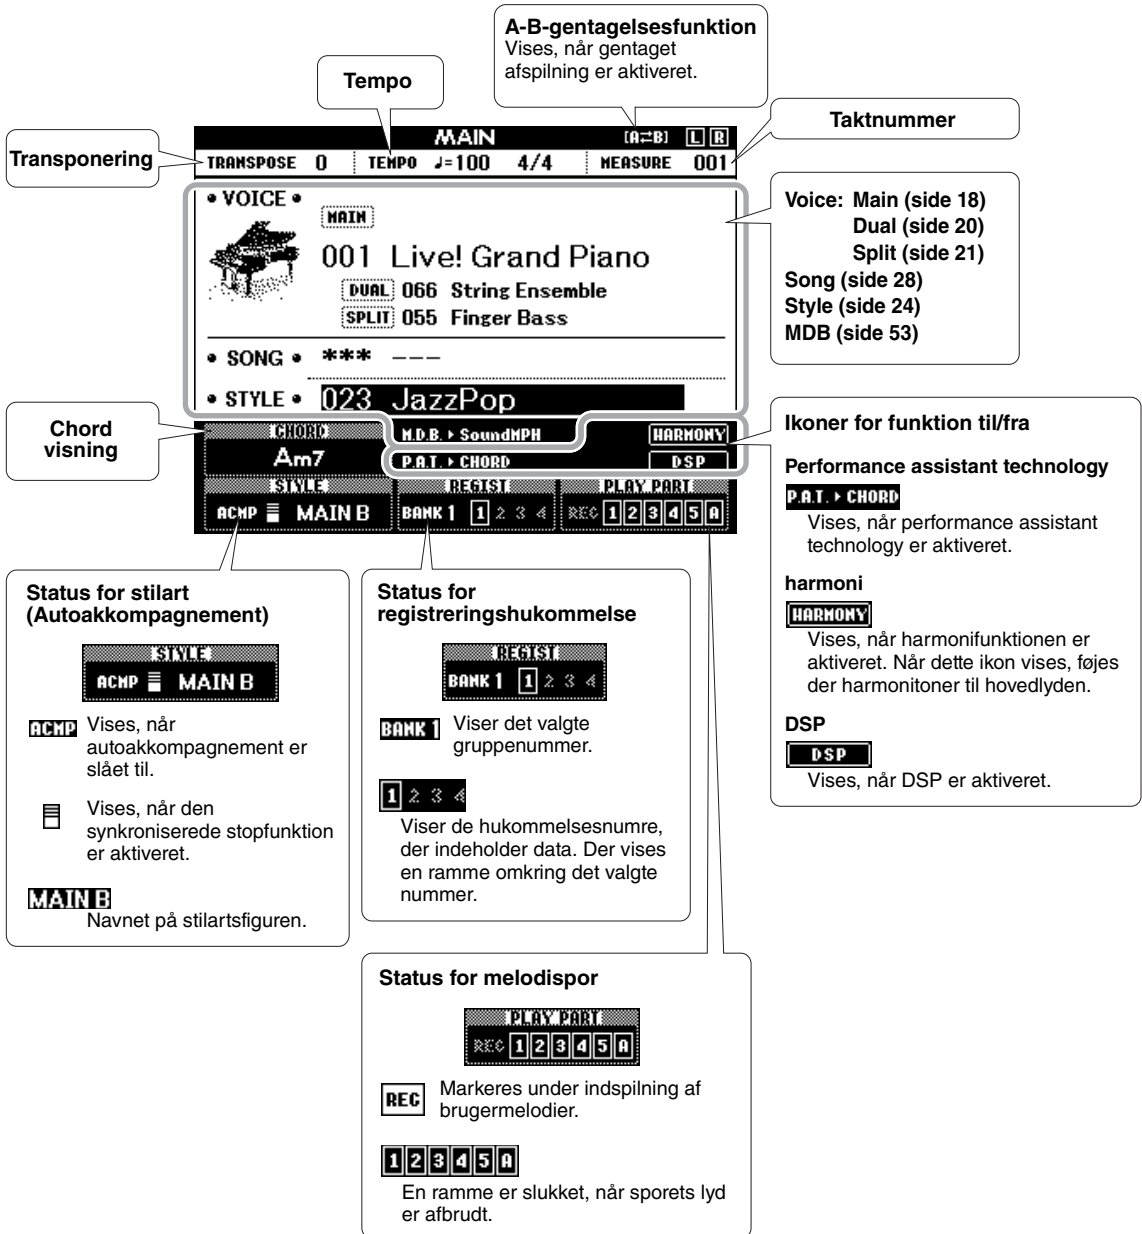 A-B-gentagelsesfunktion
Vises, når gentaget
afspilning er aktiveret.
Tempo
Taktnummer
Transponering
MAIN [A⇄B] L R
TRANSPOSE 0 TEMPO ♩=100 4/4 MEASURE 001
• VOICE •
MAIN
001 Live! Grand Piano
DUAL 066 String Ensemble
SPLIT 055 Finger Bass
• SONG • *** ---
• STYLE • 023 JazzPop
CHORD M.D.B. ▸ SoundMPH HARMONY
Am7 P.A.T. ▸ CHORD DSP
STYLE REGIST PLAY PART
ACMP MAIN B BANK 1 1 2 3 4 REC 1 2 3 4 5 A
Voice: Main (side 18)
Dual (side 20)
Split (side 21)
Song (side 28)
Style (side 24)
MDB (side 53)
Chord
visning
Ikoner for funktion til/fra
Performance assistant technology
P.A.T. ▸ CHORD
Vises, når performance assistant
technology er aktiveret.
harmoni
HARMONY
Vises, når harmonifunktionen er
aktiveret. Når dette ikon vises, føjes
der harmonitoner til hovedlyden.
DSP
DSP
Vises, når DSP er aktiveret.
Status for stilart
(Autoakkompagnement)
STYLE
ACMP MAIN B
ACMP Vises, når
autoakkompagnement er
slået til.
Vises, når den
synkroniserede stopfunktion
er aktiveret.
MAIN B
Navnet på stilartsfiguren.
Status for
registreringshukommelse
REGIST
BANK 1 1 2 3 4
BANK 1 Viser det valgte
gruppenummer.
1 2 3 4
Viser de hukommelsesnumre,
der indeholder data. Der vises
en ramme omkring det valgte
nummer.
Status for melodispor
PLAY PART
REC 1 2 3 4 5 A
REC Markeres under indspilning af
brugermelodier.
1 2 3 4 5 A
En ramme er slukket, når sporets lyd
er afbrudt.